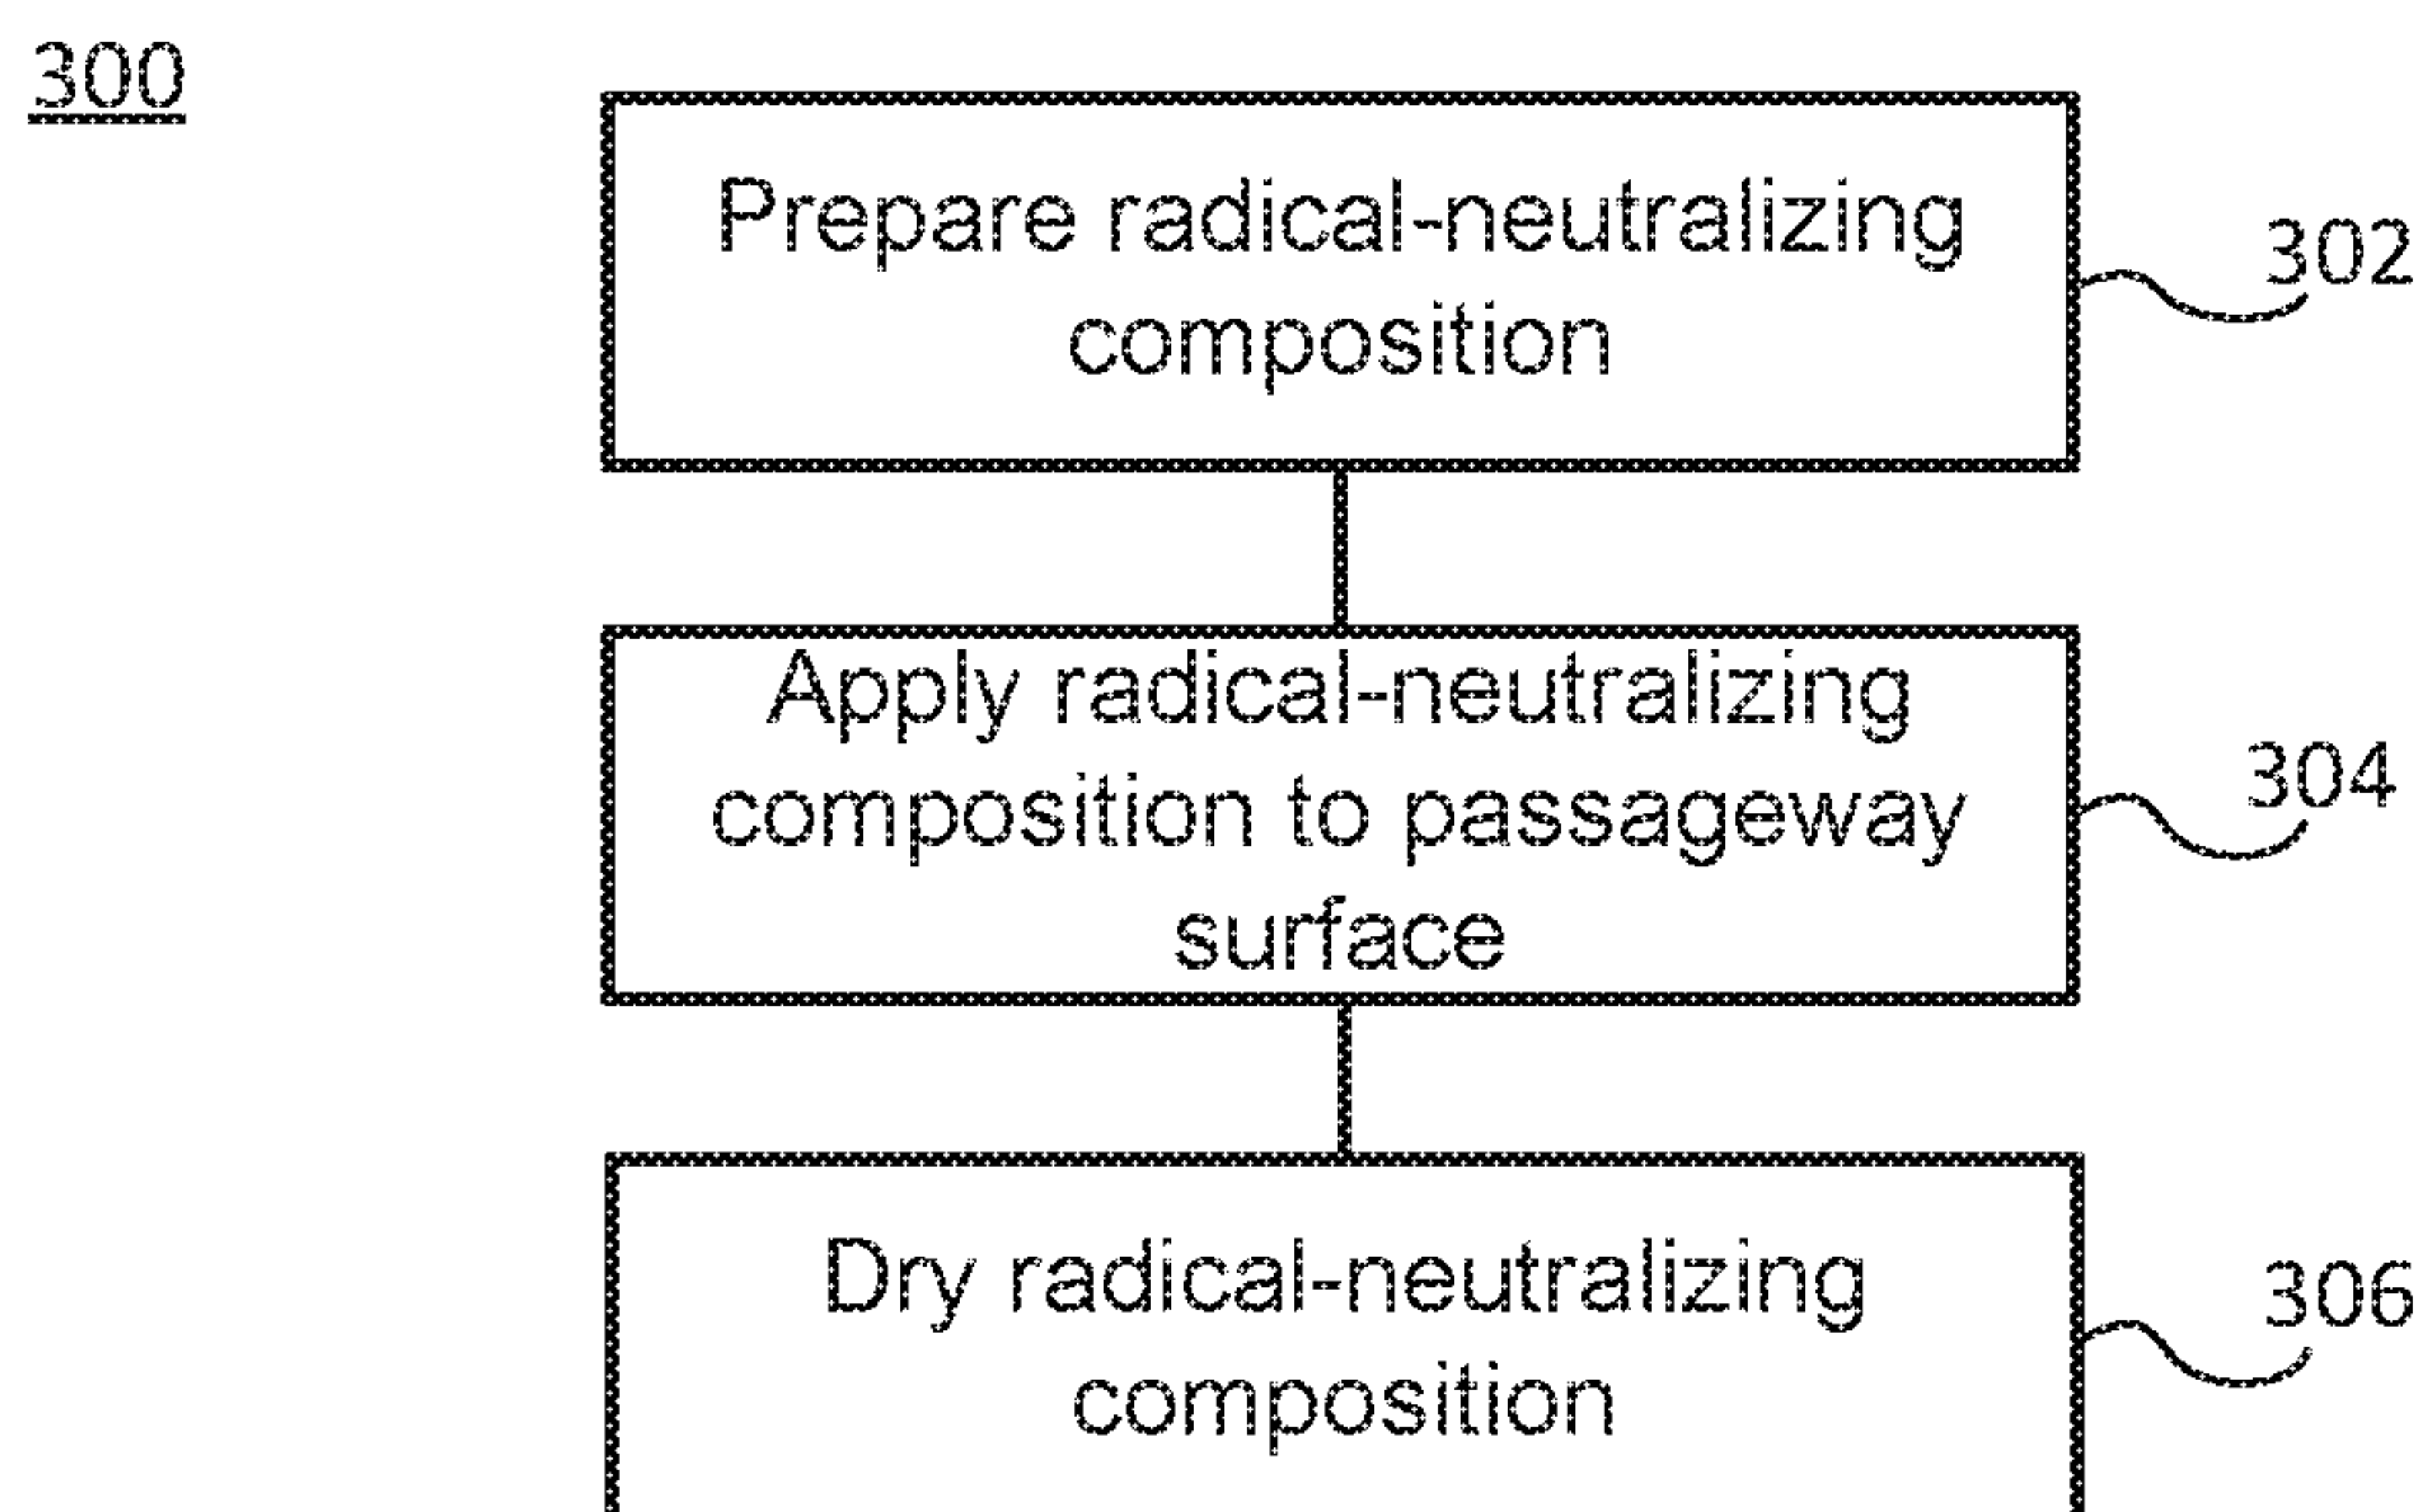 300
Prepare radical-neutralizing
composition
302
Apply radical-neutralizing
composition to passageway
surface
304
Dry radical-neutralizing
composition
306